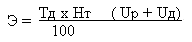 Э = Тд х Нт ( Uр + Uд)
100